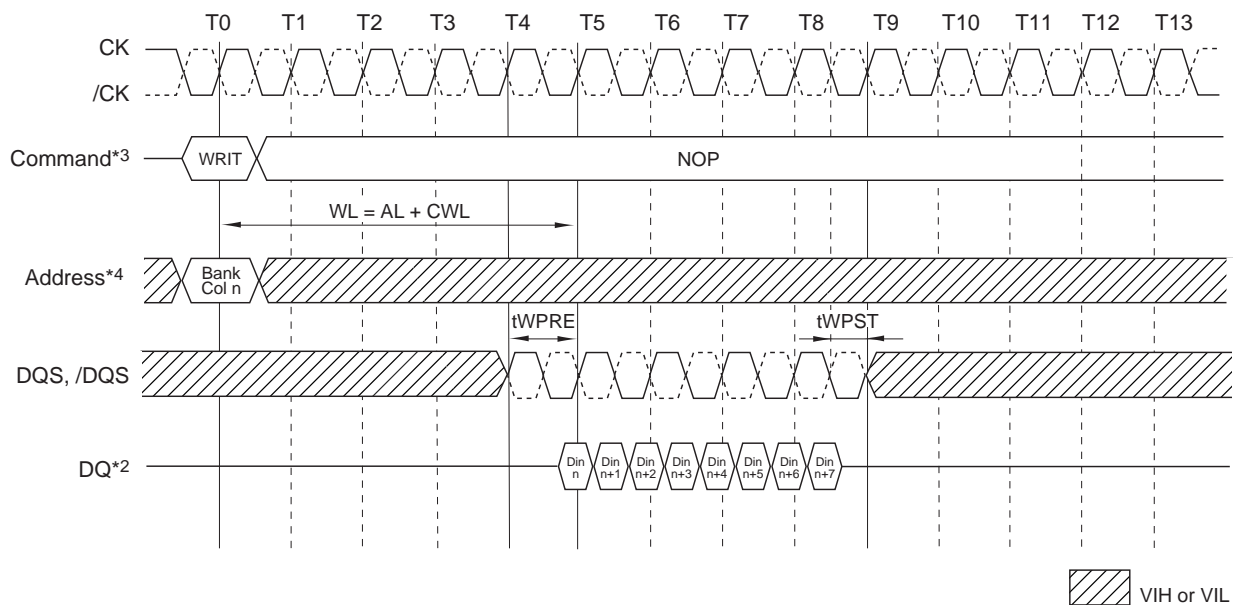 T0 T1 T2 T3 T4 T5 T6 T7 T8 T9 T10 T11 T12 T13
CK
/CK
Command*3 WRIT NOP
WL = AL + CWL
Address*4 Bank Col n
tWPRE tWPST
DQS, /DQS
DQ*2 Din n Din n+1 Din n+2 Din n+3 Din n+4 Din n+5 Din n+6 Din n+7
VIH or VIL